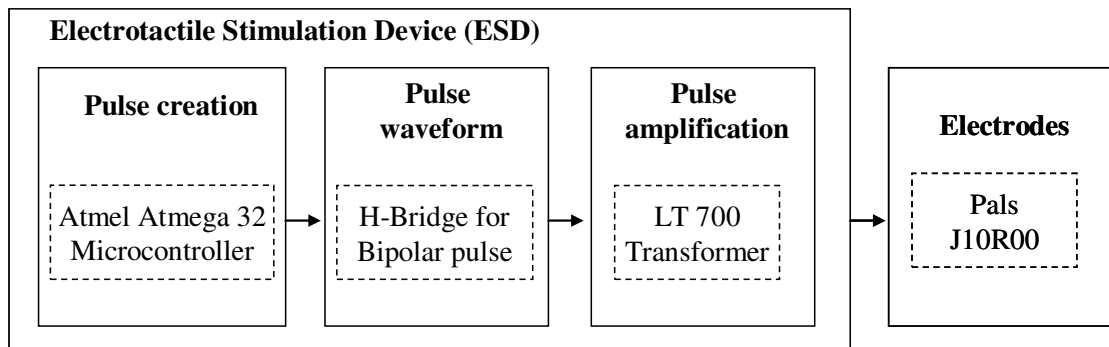 Electrotactile Stimulation Device (ESD)
Pulse creation
Atmel Atmega 32
Microcontroller
Pulse
waveform
H-Bridge for
Bipolar pulse
Pulse
amplification
LT 700
Transformer
Electrodes
Pals
J10R00